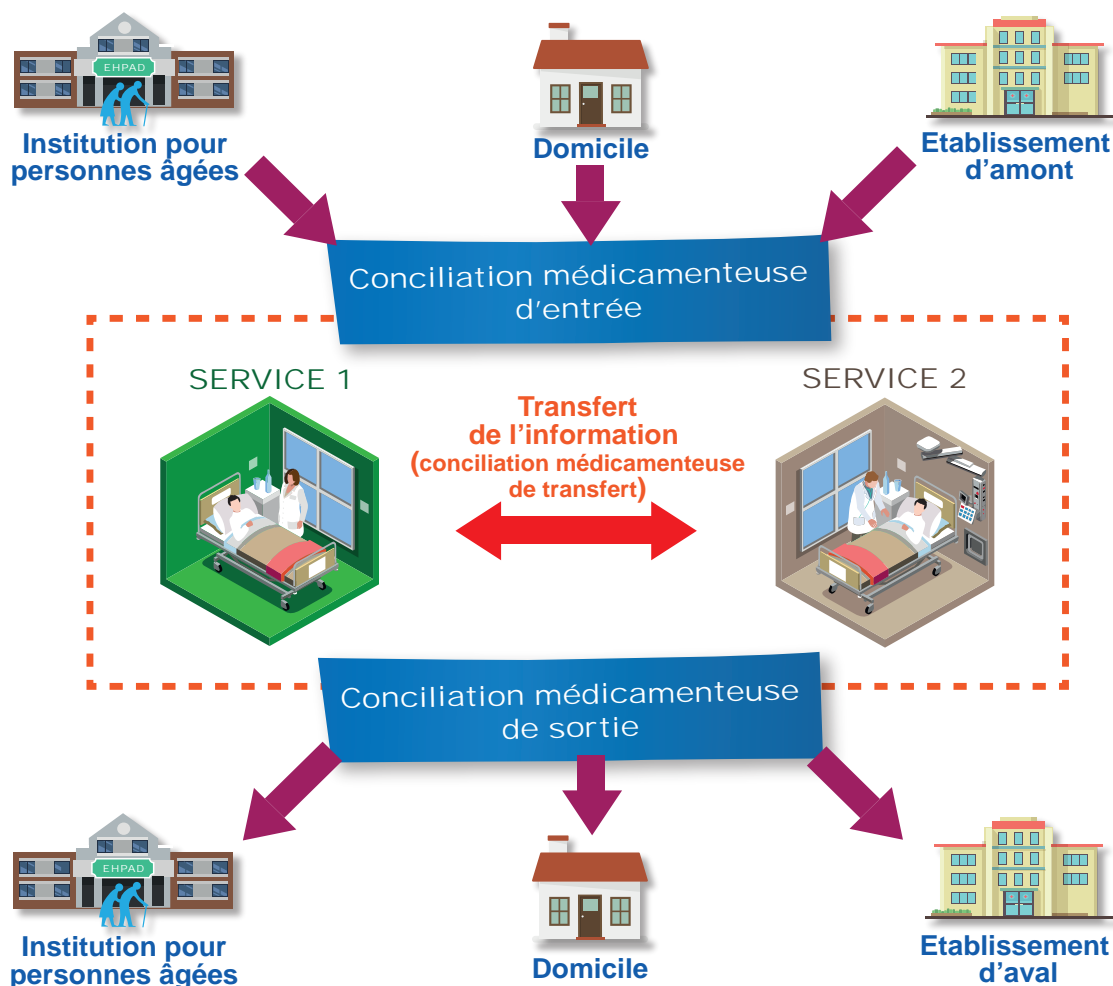 EHPAD
Institution pour
personnes âgées
Domicile
Etablissement
d'amont
Conciliation médicamenteuse
d'entrée
SERVICE 1
SERVICE 2
Transfert
de l'information
(conciliation médicamenteuse
de transfert)
Conciliation médicamenteuse
de sortie
EHPAD
Institution pour
personnes âgées
Domicile
Etablissement
d'aval